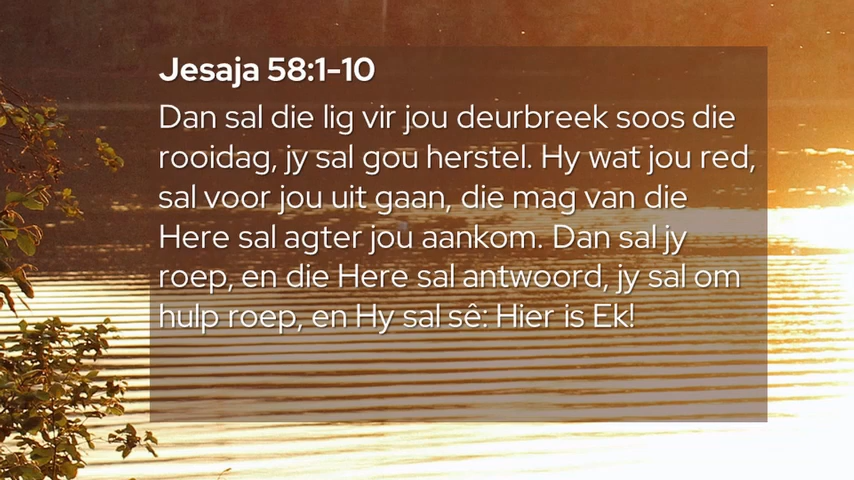 Jesaja 58:1-10
Dan sal die lig vir jou deurbreek soos die
rooidag, jy sal gou herstel. Hy wat jou red,
sal voor jou uit gaan, die mag van die
Here sal agter jou aankom. Dan sal jy
roep, en die Here sal antwoord, jy sal om
hulp roep, en Hy sal sê: Hier is Ek!